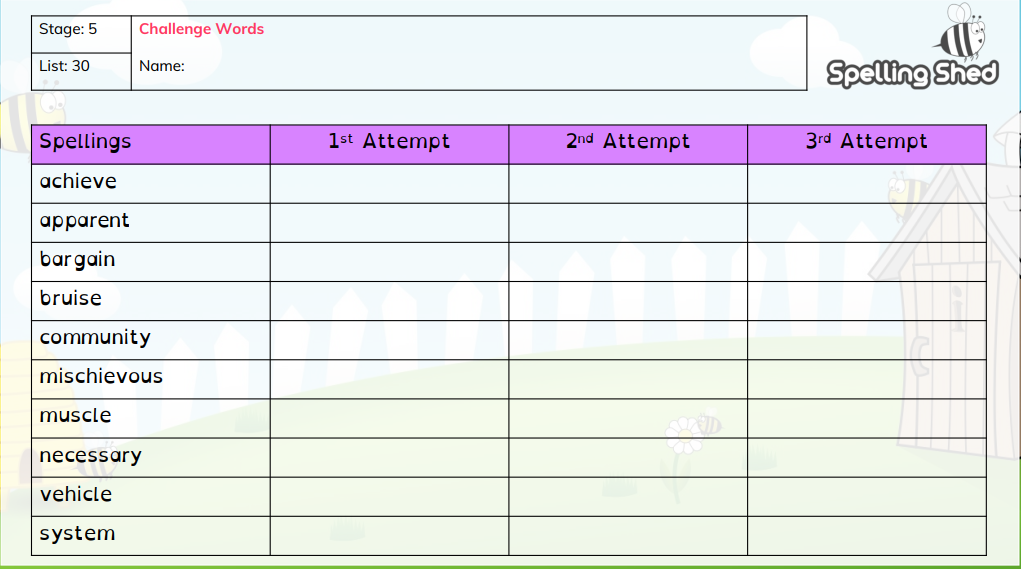 Stage: 5
Challenge Words
List: 30
Name:
Spelling Shed
Spellings 1st Attempt 2nd Attempt 3rd Attempt
achieve
apparent
bargain
bruise
community
mischievous
muscle
necessary
vehicle
system